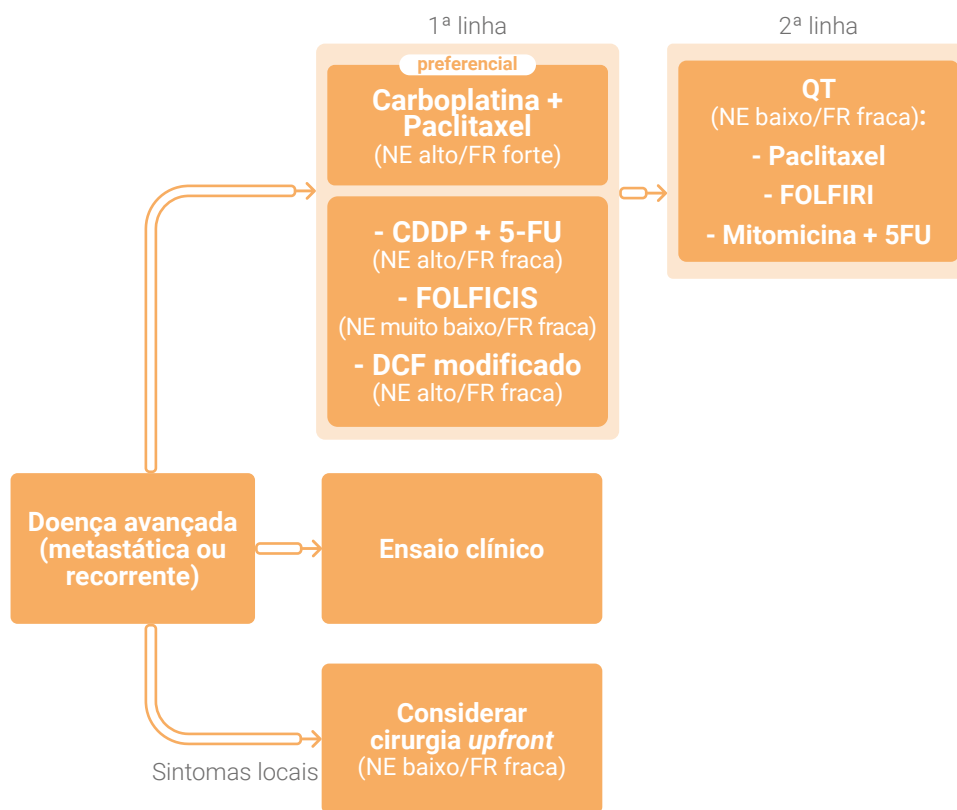 1ª linha
preferencial
Carboplatina +
Paclitaxel
(NE alto/FR forte)
- CDDP + 5-FU
(NE alto/FR fraca)
- FOLFICIS
(NE muito baixo/FR fraca)
- DCF modificado
(NE alto/FR fraca)
2ª linha
QT
(NE baixo/FR fraca):
- Paclitaxel
- FOLFIRI
- Mitomicina + 5FU
Doença avançada
(metastática ou
recorrente)
Ensaio clínico
Sintomas locais
Considerar
cirurgia upfront
(NE baixo/FR fraca)